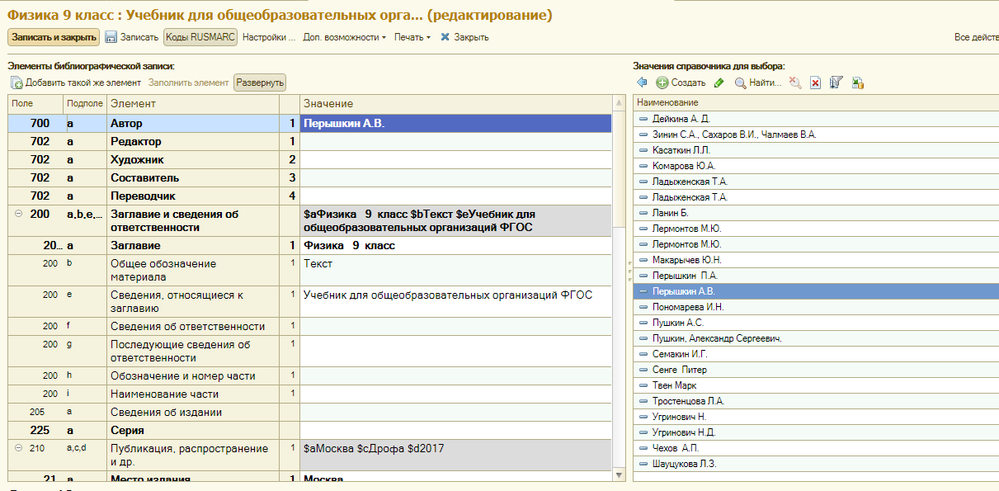 Физика 9 класс : Учебник для общеобразовательных орга... (редактирование)
Записать и закрыть Записать Коды RUSMARC Настройки ... Доп. возможности Печать Закрыть Все дейст
Элементы библиографической записи:
Добавить такой же элемент Заполнить элемент Развернуть
Поле Подполе Элемент Значение
700 a Автор 1 Перышкин А.В.
702 a Редактор 1
702 a Художник 2
702 a Составитель 3
702 a Переводчик 4
200 a,b,e,... Заглавие и сведения об $aФизика 9 класс $bТекст $eУчебник для
ответственности общеобразовательных организаций ФГОС
20... a Заглавие 1 Физика 9 класс
200 b Общее обозначение 1 Текст
материала
200 e Сведения, относящиеся к 1 Учебник для общеобразовательных организаций ФГОС
заглавию
200 f Сведения об ответственности 1
200 g Последующие сведения об 1
ответственности
200 h Обозначение и номер части 1
200 i Наименование части 1
205 a Сведения об издании
225 a Серия
210 a,c,d Публикация, распространение 1 $aМосква $cДрофа $d2017
и др.
21 a Место издания 1 Москва
Значения справочника для выбора:
Создать Найти...
Наименование
Дейкина А. Д.
Зинин С.А., Сахаров В.И., Чалмаев В.А.
Касаткин Л.Л.
Комарова Ю.А.
Ладыженская Т.А.
Ладыженская Т.А.
Ланин Б.
Лермонтов М.Ю.
Лермонтов М.Ю.
Макарычев Ю.Н.
Перышкин П.А.
Перышкин А.В.
Пономарева И.Н.
Пушкин А.С.
Пушкин, Александр Сергеевич.
Семакин И.Г.
Сенге Питер
Твен Марк
Тростенцова Л.А.
Угринович Н.
Угринович Н.Д.
Чехов А.П.
Шауцукова Л.З.